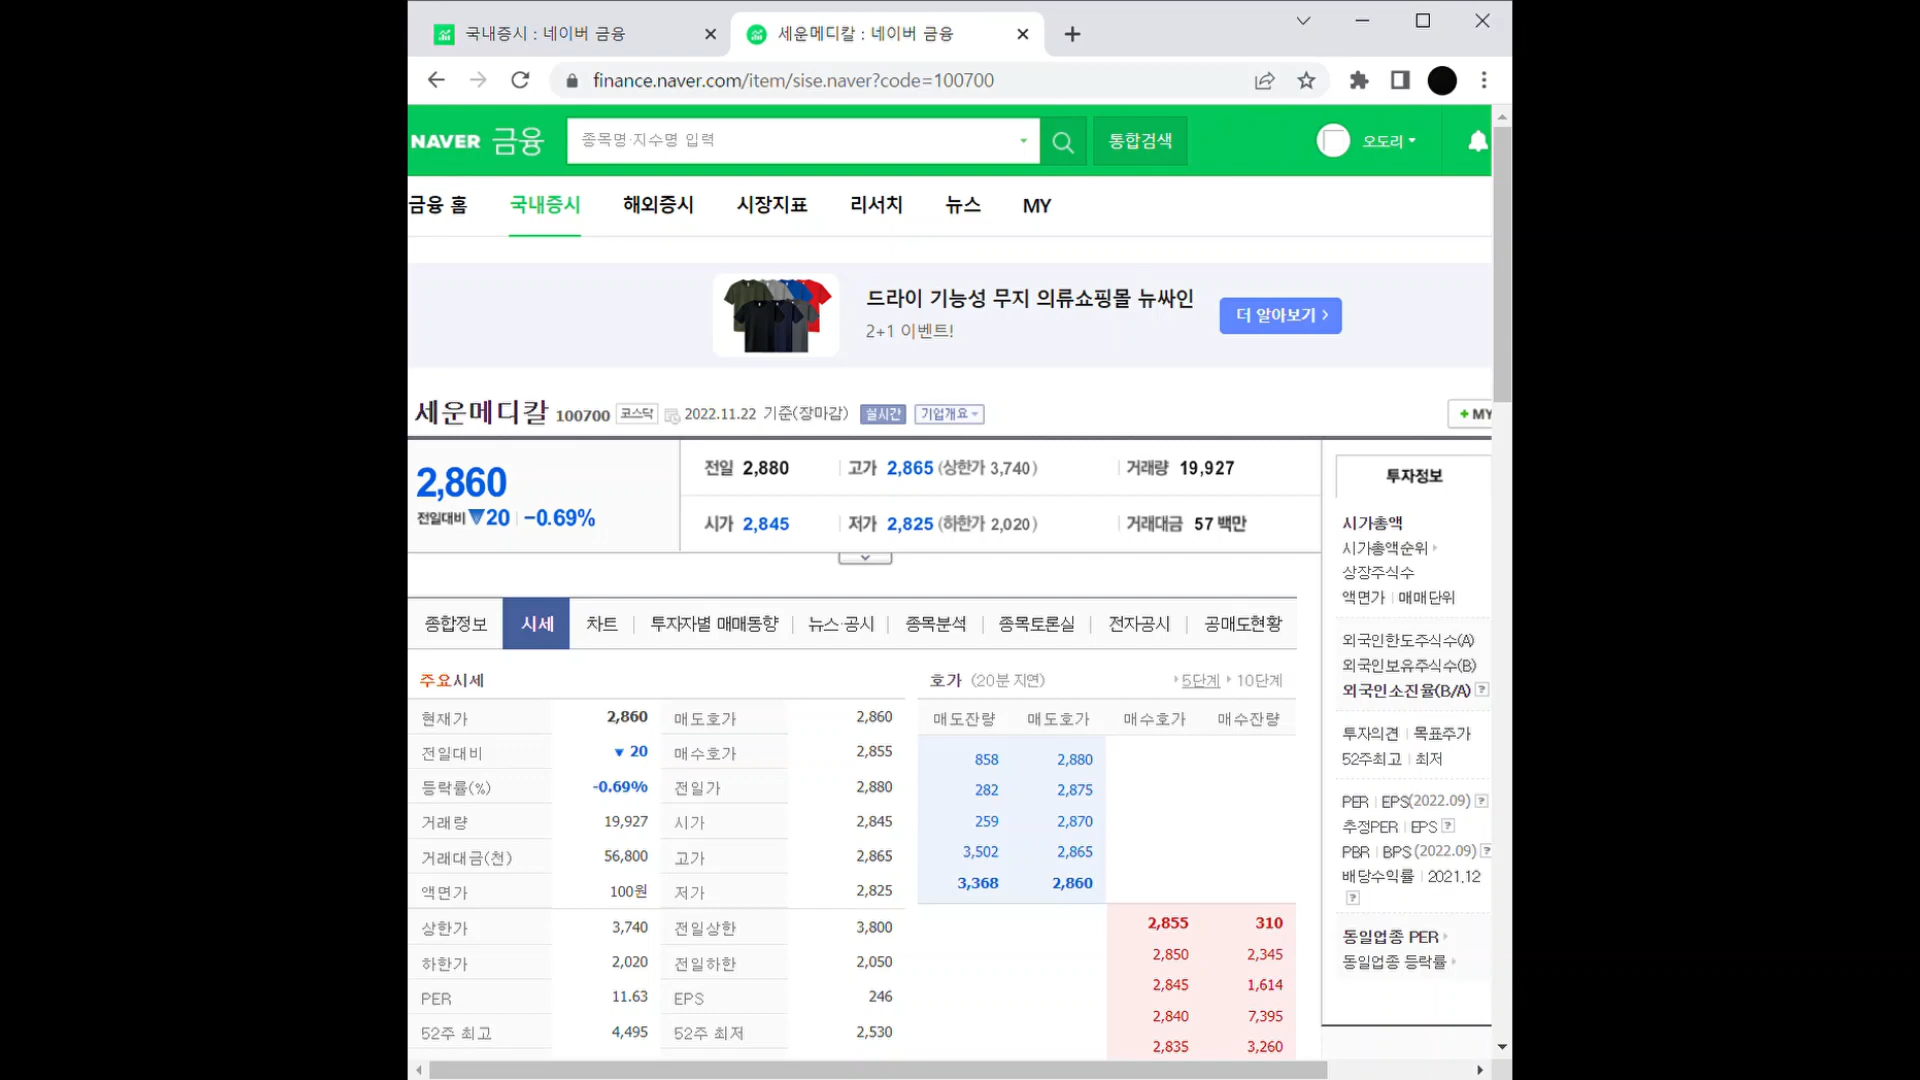 국내증시 : 네이버 금융
세운메디칼 : 네이버 금융
finance.naver.com/item/sise.naver?code=100700
NAVER 금융
종목명·지수명 입력
통합검색
오도리
금융 홈 국내증시 해외증시 시장지표 리서치 뉴스 MY
드라이 기능성 무지 의류쇼핑몰 뉴싸인
2+1 이벤트!
더 알아보기 >
세운메디칼 100700 코스닥 2022.11.22 기준(장마감) 실시간 기업개요
+ MY
2,860
전일대비 ▼20 -0.69%
전일 2,880 고가 2,865 (상한가 3,740) 거래량 19,927
시가 2,845 저가 2,825 (하한가 2,020) 거래대금 57 백만
종합정보 시세 차트 투자자별 매매동향 뉴스·공시 종목분석 종목토론실 전자공시 공매도현황
주요시세
현재가 2,860 매도호가 2,860
전일대비 ▼ 20 매수호가 2,855
등락률(%) -0.69% 전일가 2,880
거래량 19,927 시가 2,845
거래대금(천) 56,800 고가 2,865
액면가 100원 저가 2,825
상한가 3,740 전일상한 3,800
하한가 2,020 전일하한 2,050
PER 11.63 EPS 246
52주 최고 4,495 52주 최저 2,530
호가 (20분 지연) 5단계 10단계
매도잔량 매도호가 매수호가 매수잔량
858 2,880
282 2,875
259 2,870
3,502 2,865
3,368 2,860
2,855 310
2,850 2,345
2,845 1,614
2,840 7,395
2,835 3,260
투자정보
시가총액
시가총액순위
상장주식수
액면가 | 매매단위
외국인한도주식수(A)
외국인보유주식수(B)
외국인소진율(B/A) ?
투자의견 | 목표주가
52주최고 | 최저
PER | EPS(2022.09) ?
추정PER | EPS ?
PBR | BPS (2022.09) ?
배당수익률 | 2021.12
?
동일업종 PER
동일업종 등락률